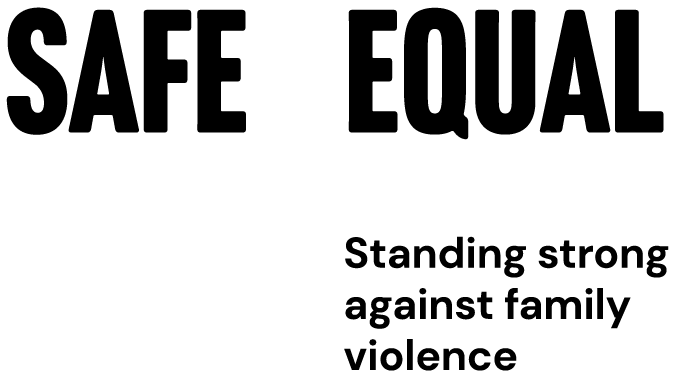 SAFE EQUAL
Standing strong
against family
violence